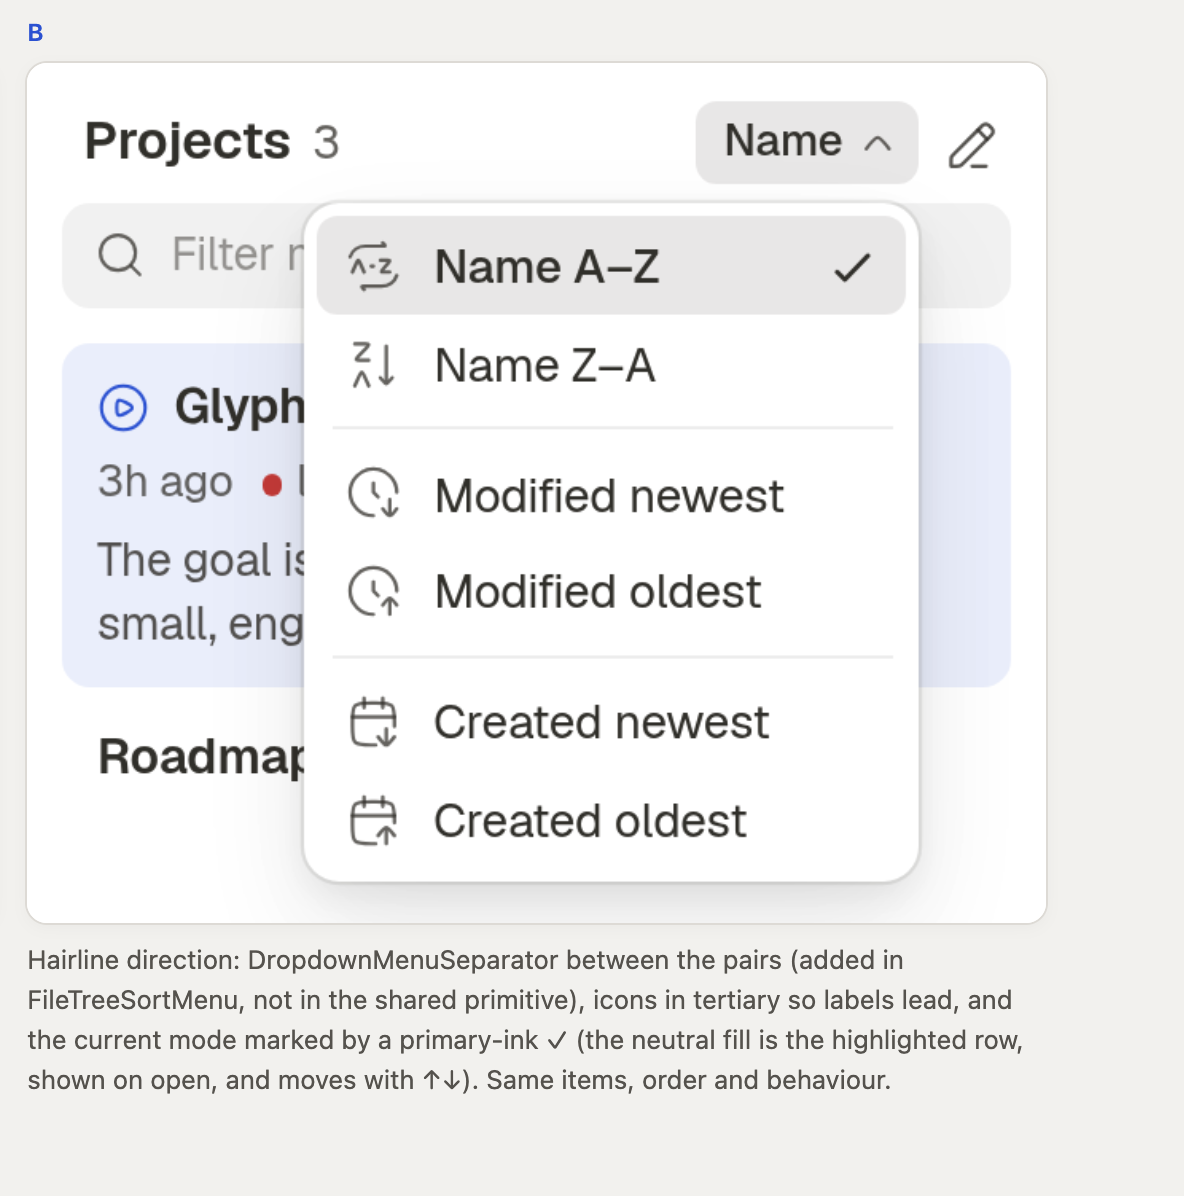 B
Projects 3
Name
Filter
Name A–Z
Name Z–A
Glyph
3h ago
Modified newest
The goal is
Modified oldest
small, eng
Created newest
Roadmap
Created oldest
Hairline direction: DropdownMenuSeparator between the pairs (added in
FileTreeSortMenu, not in the shared primitive), icons in tertiary so labels lead, and
the current mode marked by a primary-ink ✓ (the neutral fill is the highlighted row,
shown on open, and moves with ↑↓). Same items, order and behaviour.